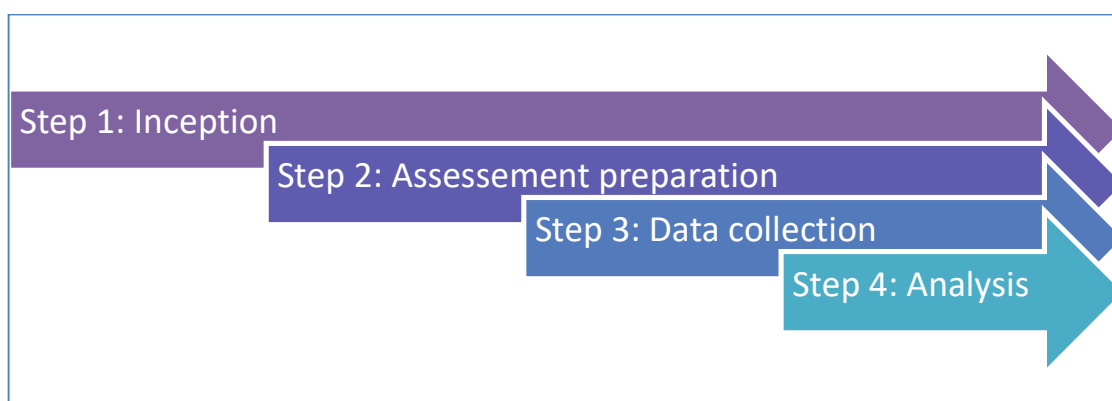 Step 1: Inception
Step 2: Assessement preparation
Step 3: Data collection
Step 4: Analysis